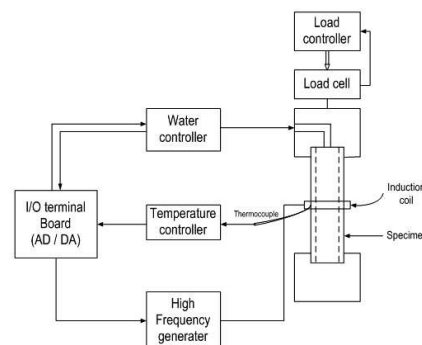 Load
controller
Load cell
Water
controller
I/O terminal
Board
(AD / DA)
Temperature
controller
Thermocouple
Induction
coil
Specime
High
Frequency
generater